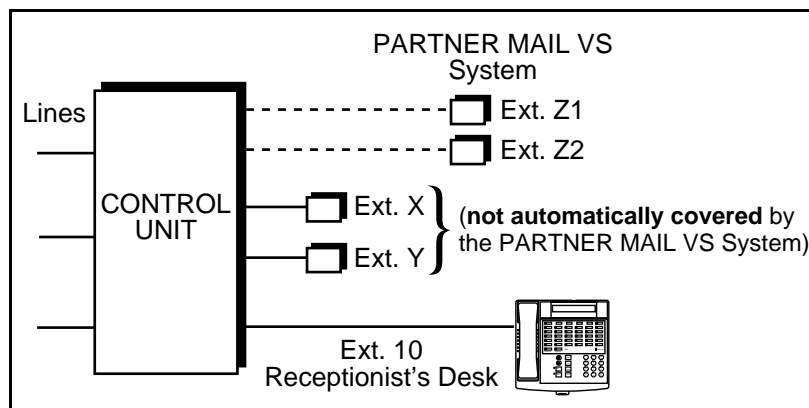 PARTNER MAIL VS
System
Lines
Ext. Z1
Ext. Z2
CONTROL
UNIT
Ext. X
Ext. Y
(not automatically covered by
the PARTNER MAIL VS System)
Ext. 10
Receptionist's Desk